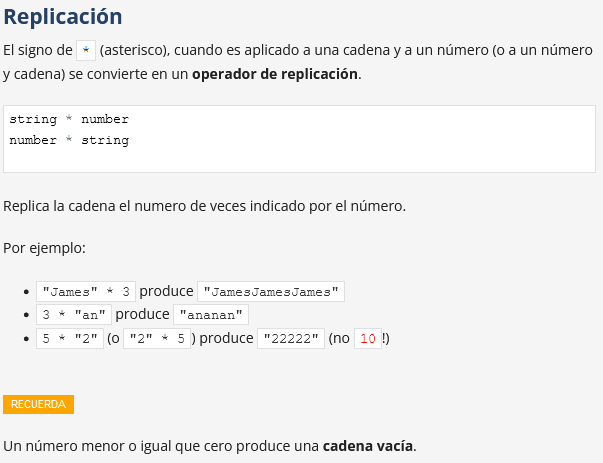 Replicación
El signo de * (asterisco), cuando es aplicado a una cadena y a un número (o a un número
y cadena) se convierte en un operador de replicación.
string * number
number * string
Replica la cadena el numero de veces indicado por el número.
Por ejemplo:
"James" * 3 produce "JamesJamesJames"
3 * "an" produce "ananan"
5 * "2" (o "2" * 5) produce "22222" (no 10!)
RECUERDA
Un número menor o igual que cero produce una cadena vacía.